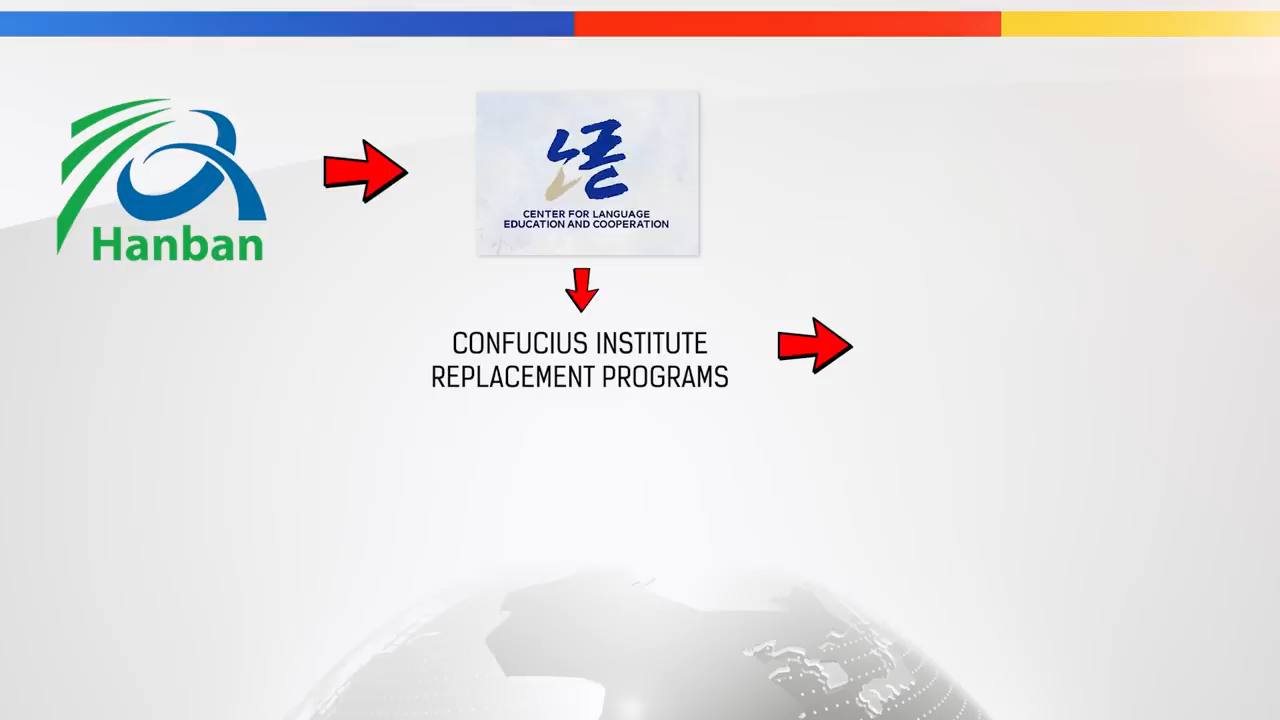 Hanban
CENTER FOR LANGUAGE
EDUCATION AND COOPERATION
CONFUCIUS INSTITUTE
REPLACEMENT PROGRAMS